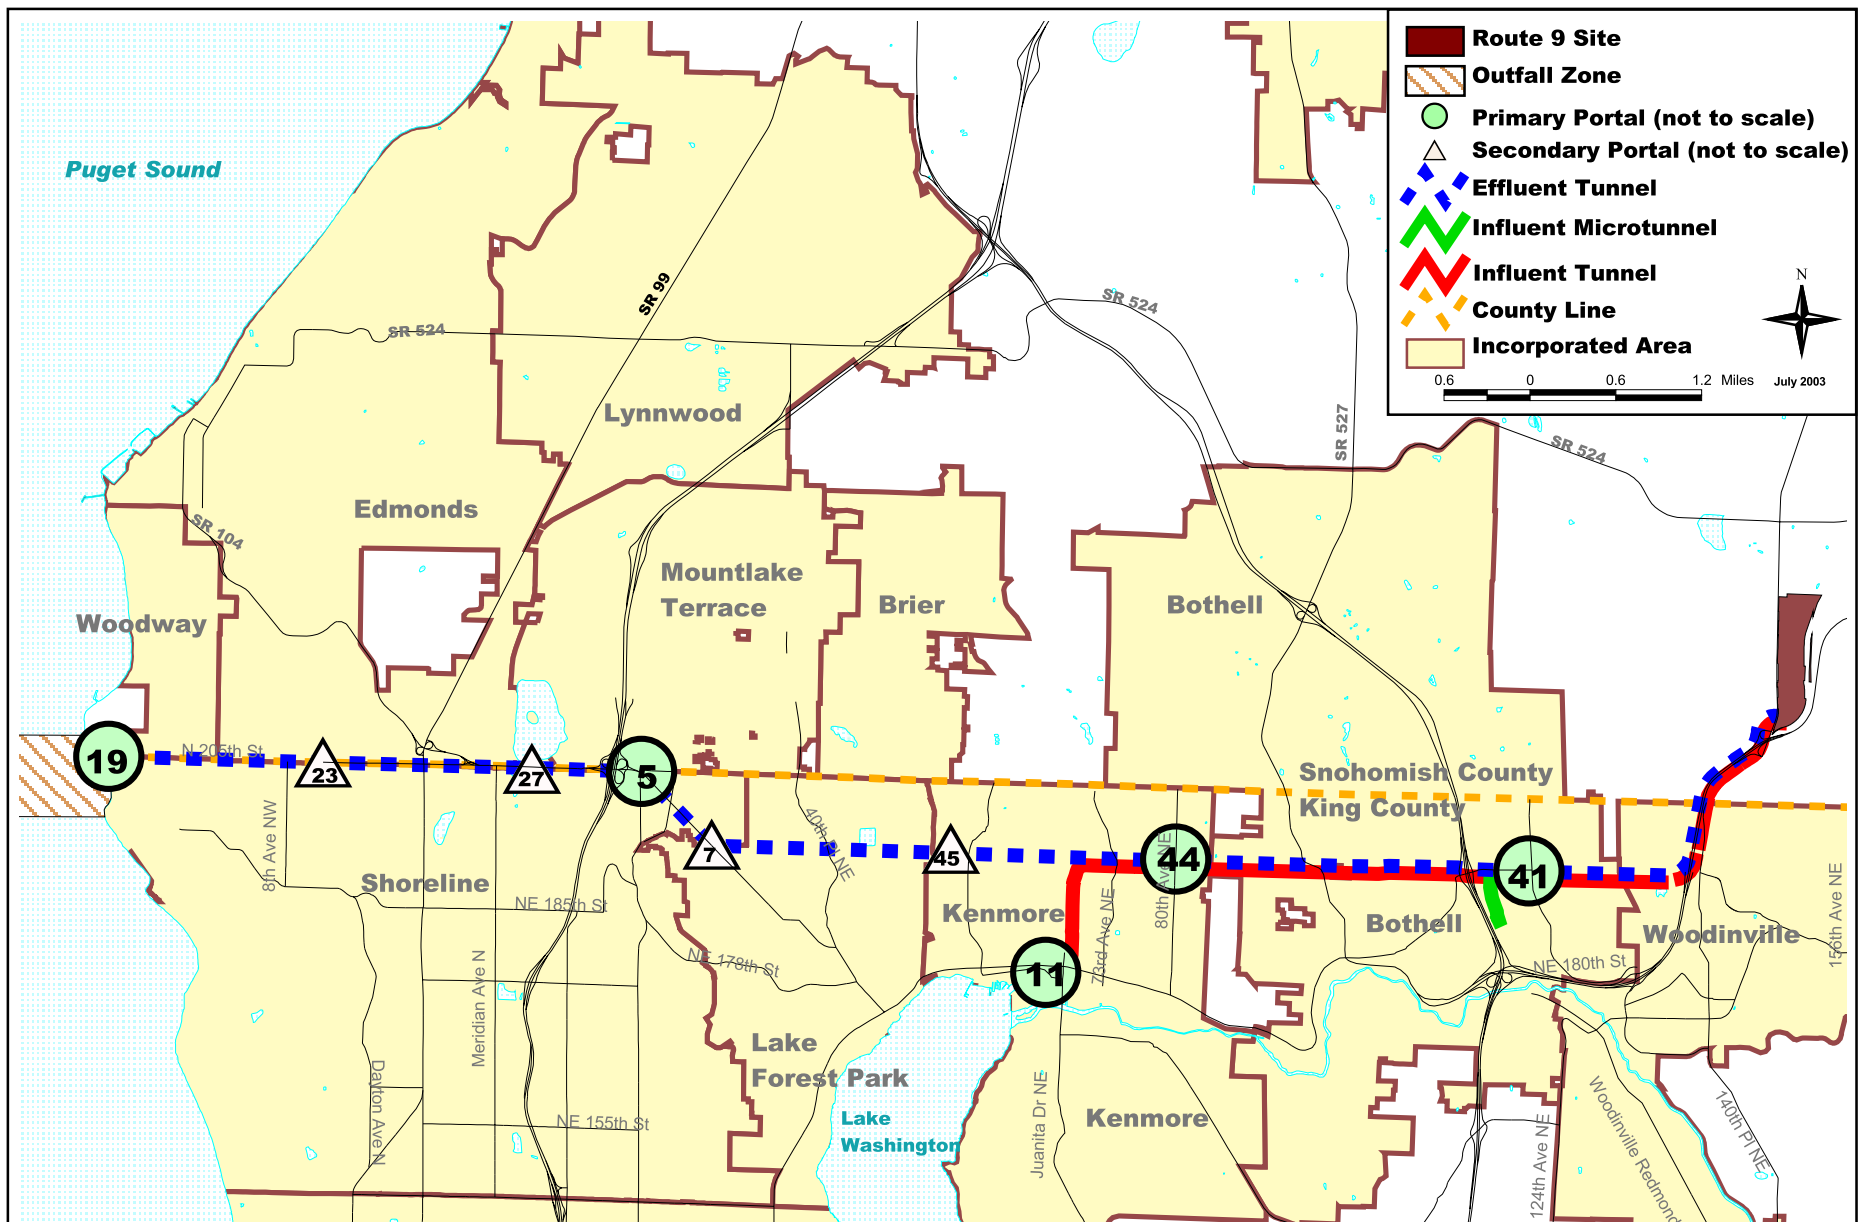 Route 9 Site
Outfall Zone
Primary Portal (not to scale)
Secondary Portal (not to scale)
Effluent Tunnel
Influent Microtunnel
Influent Tunnel
County Line
Incorporated Area
N
0.6 0 0.6 1.2 Miles July 2003
Puget Sound
SR 99
SR 524
SR 524
SR 527
SR 524
Lynnwood
Edmonds
SR 104
Mountlake
Terrace
Brier
Bothell
Woodway
N 205th St
19
23
27
5
Snohomish County
King County
8th Ave NW
40th Pl NE
7
45
44
41
80th Ave NE
Shoreline
NE 185th St
Kenmore
73rd Ave NE
Bothell
Woodinville
156th Ave NE
NE 178th St
11
NE 180th St
Meridian Ave N
Lake
Forest Park
Dayton Ave N
NE 155th St
Lake
Washington
Juanita Dr NE
Kenmore
124th Ave NE
Woodinville Redmond
140th Pl NE